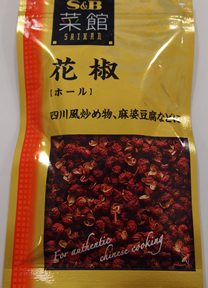 S&B
菜館
SAIKAN
花椒
【ホール】
四川風炒め物、麻婆豆腐などに
For authentic
chinese cooking